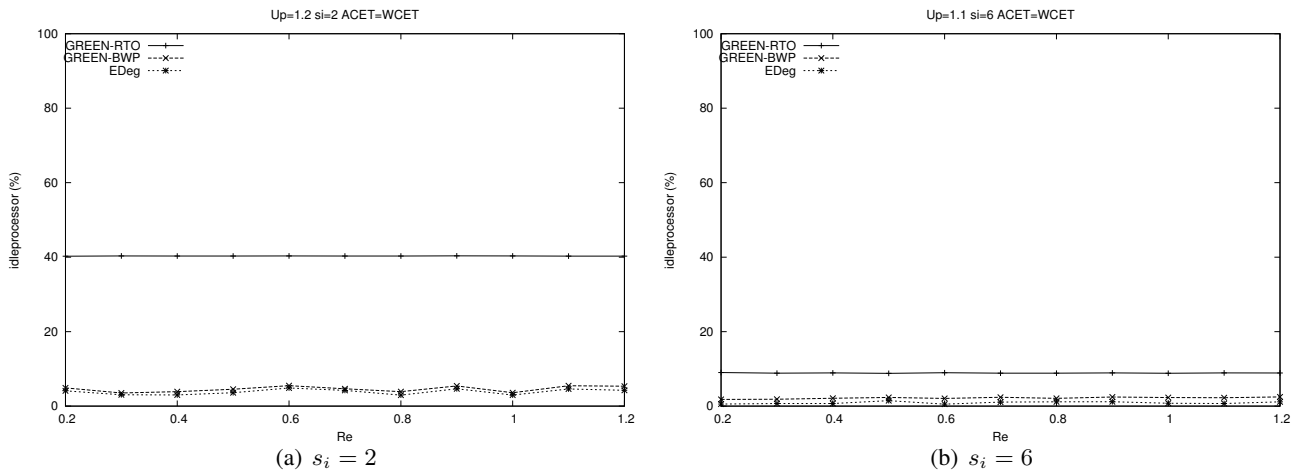 Up=1.2 si=2 ACET=WCET
100
80
60
40
20
0
idleprocessor (%)
GREEN-RTO
GREEN-BWP
EDeg
0.2 0.4 0.6 0.8 1 1.2
Re
(a) s_i = 2
Up=1.1 si=6 ACET=WCET
100
80
60
40
20
0
idleprocessor (%)
GREEN-RTO
GREEN-BWP
EDeg
0.2 0.4 0.6 0.8 1 1.2
Re
(b) s_i = 6